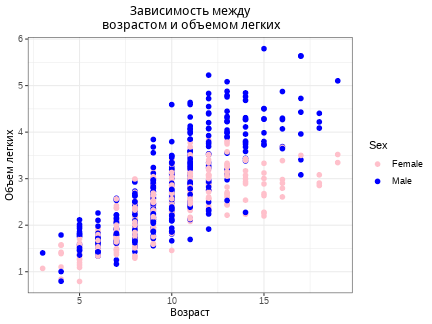 Зависимость между
возрастом и объемом легких
Объем легких
6
5
4
3
2
1
5
10
15
Возраст
Sex
Female
Male